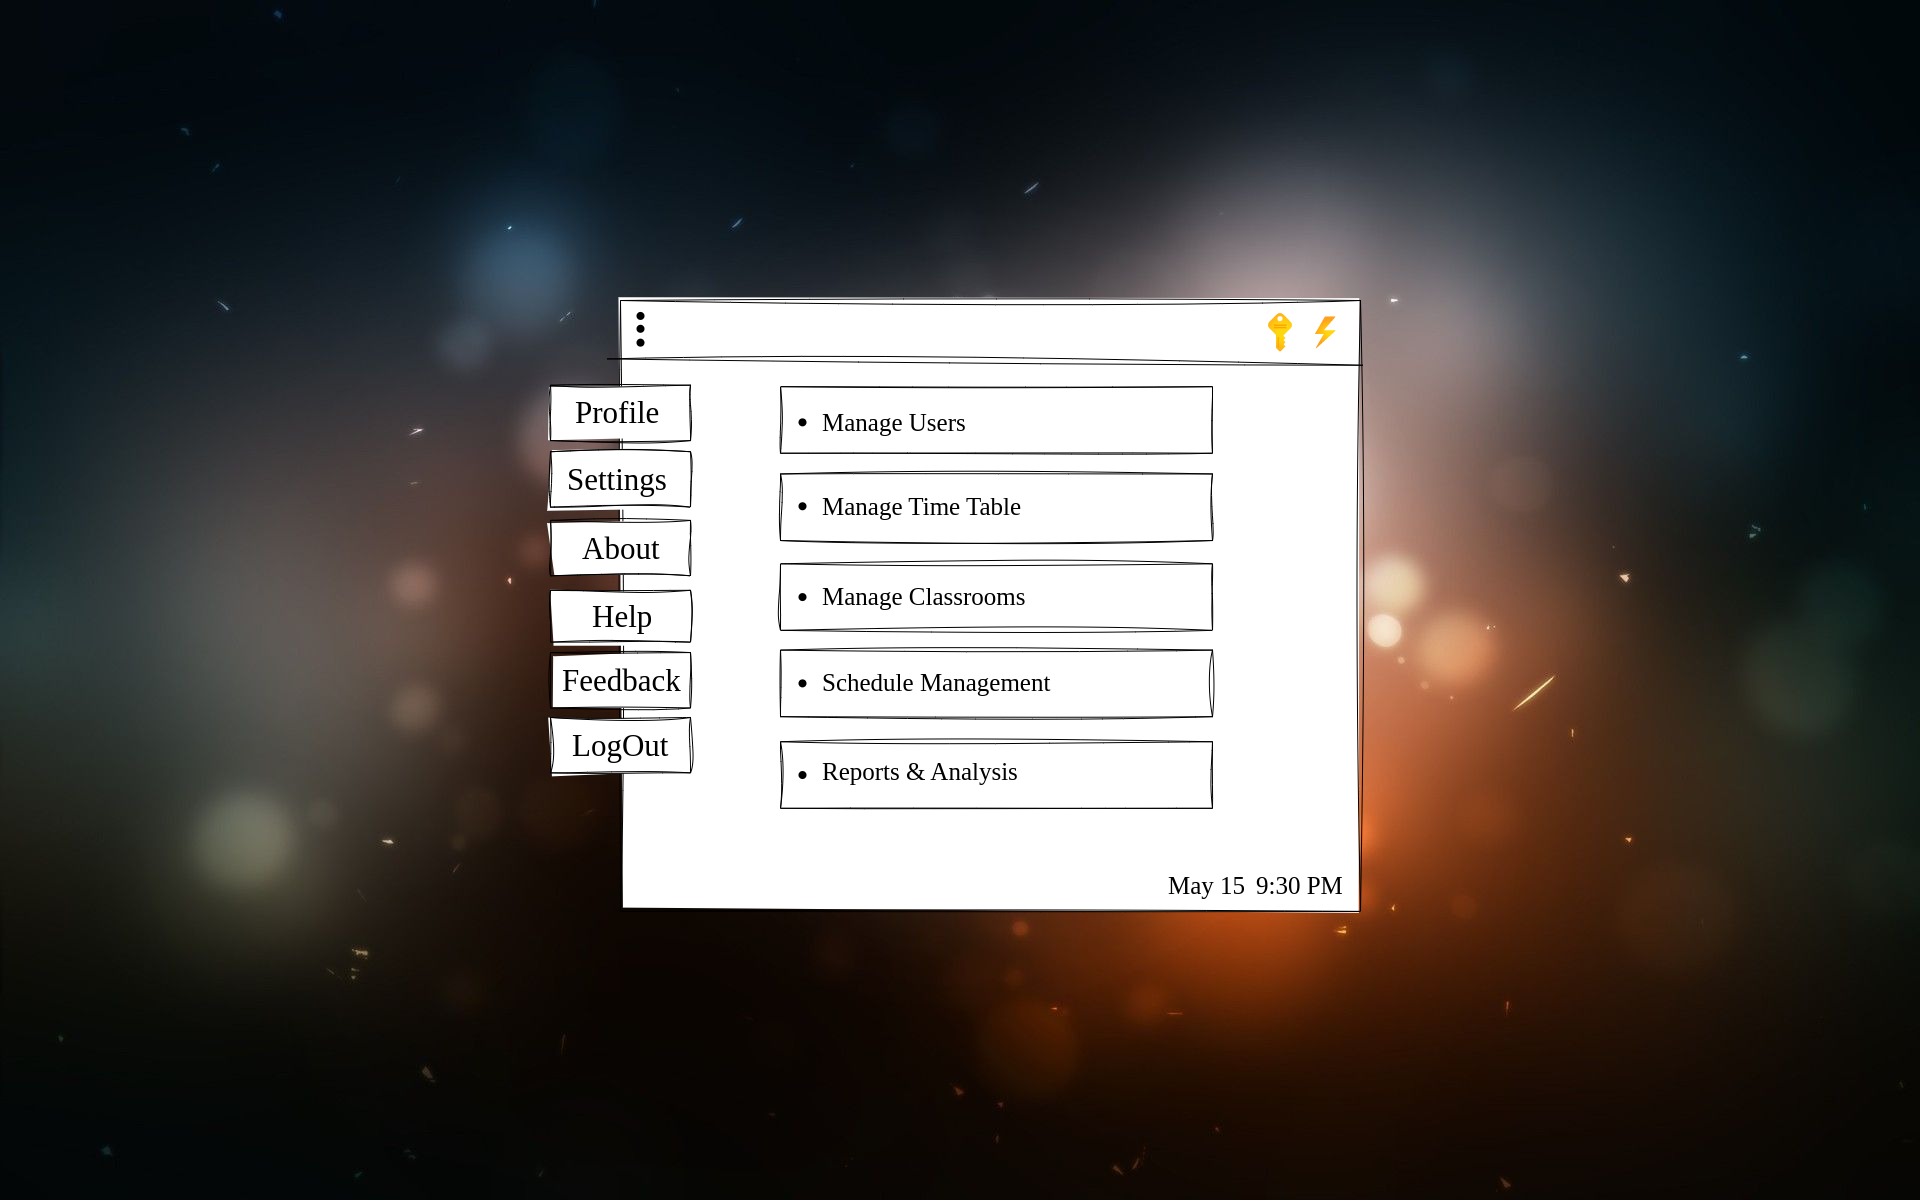 Profile
Settings
About
Help
Feedback
LogOut
• Manage Users
• Manage Time Table
• Manage Classrooms
• Schedule Management
• Reports & Analysis
May 15 9:30 PM